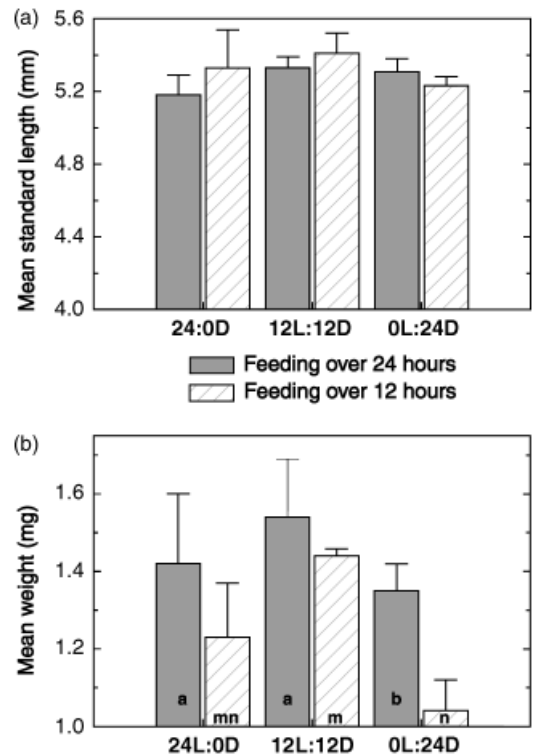 (a)
5.6
5.2
4.8
4.4
4.0
Mean standard length (mm)
24:0D 12L:12D 0L:24D
Feeding over 24 hours
Feeding over 12 hours
(b)
1.6
1.4
1.2
1.0
Mean weight (mg)
a mn a m b n
24L:0D 12L:12D 0L:24D